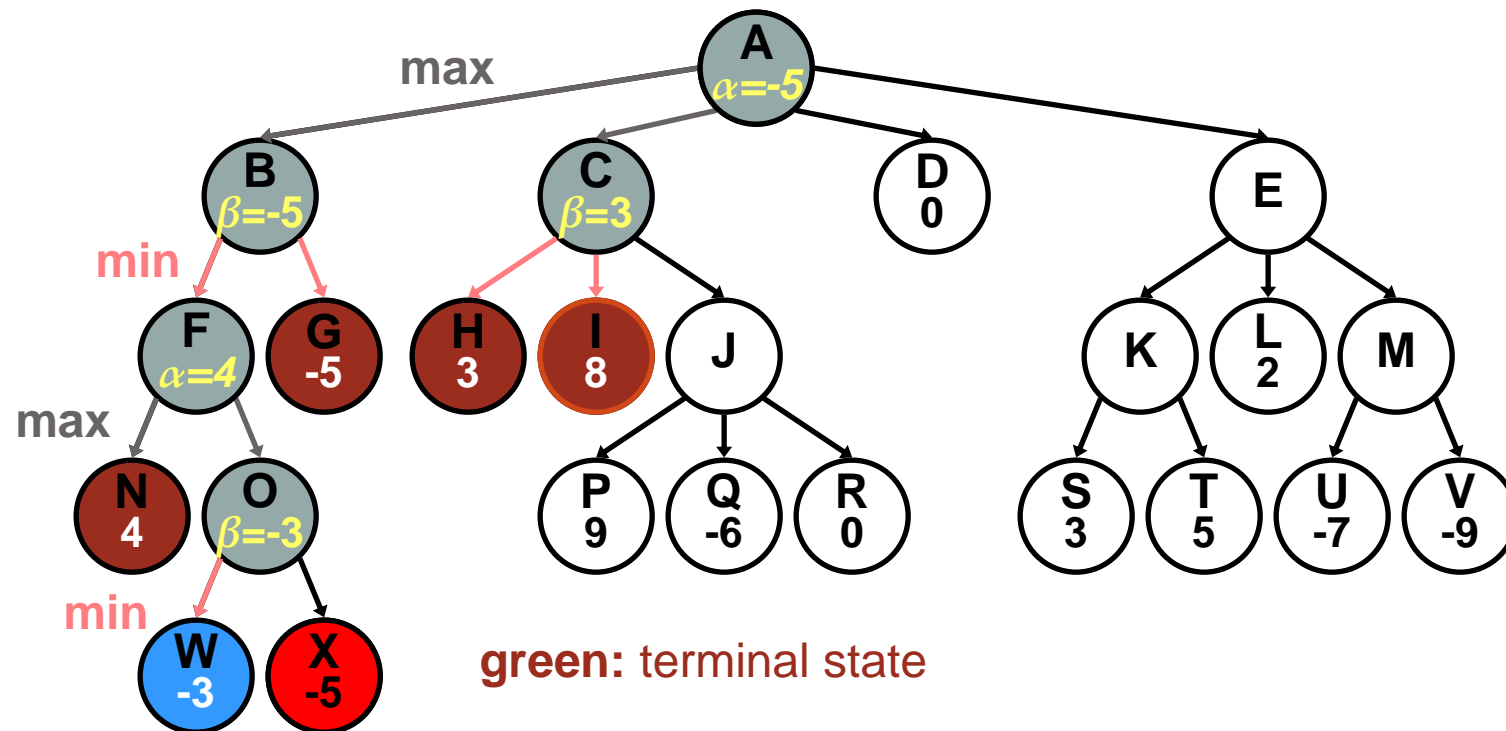 A
α=-5
max
B
β=-5
C
β=3
D
0
E
min
F
α=4
G
-5
H
3
I
8
J
K
L
2
M
max
N
4
O
β=-3
P
9
Q
-6
R
0
S
3
T
5
U
-7
V
-9
min
W
-3
X
-5
green: terminal state